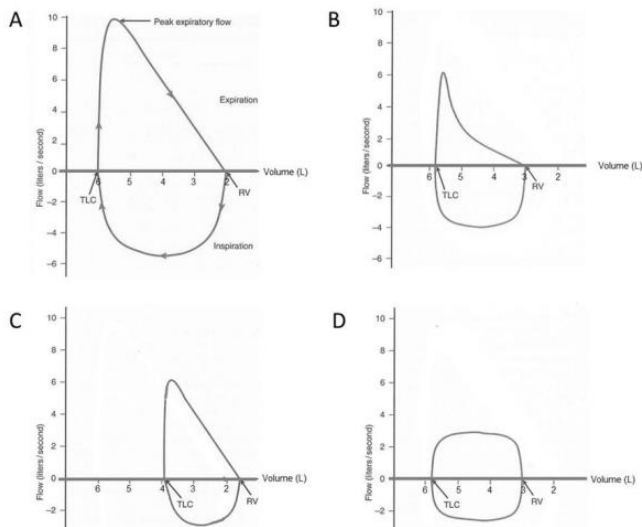 A
Flow (liters / second)
10
8
6
4
2
0
−2
−4
−6
Peak expiratory flow
Expiration
Inspiration
6
5
4
3
2
Volume (L)
TLC
RV
B
Flow (liters / second)
10
8
6
4
2
0
−2
−4
−6
6
5
4
3
2
Volume (L)
TLC
RV
C
Flow (liters / second)
10
8
6
4
2
0
−2
6
5
4
3
2
Volume (L)
TLC
RV
D
Flow (liters / second)
10
8
6
4
2
0
−2
6
5
4
3
2
Volume (L)
TLC
RV